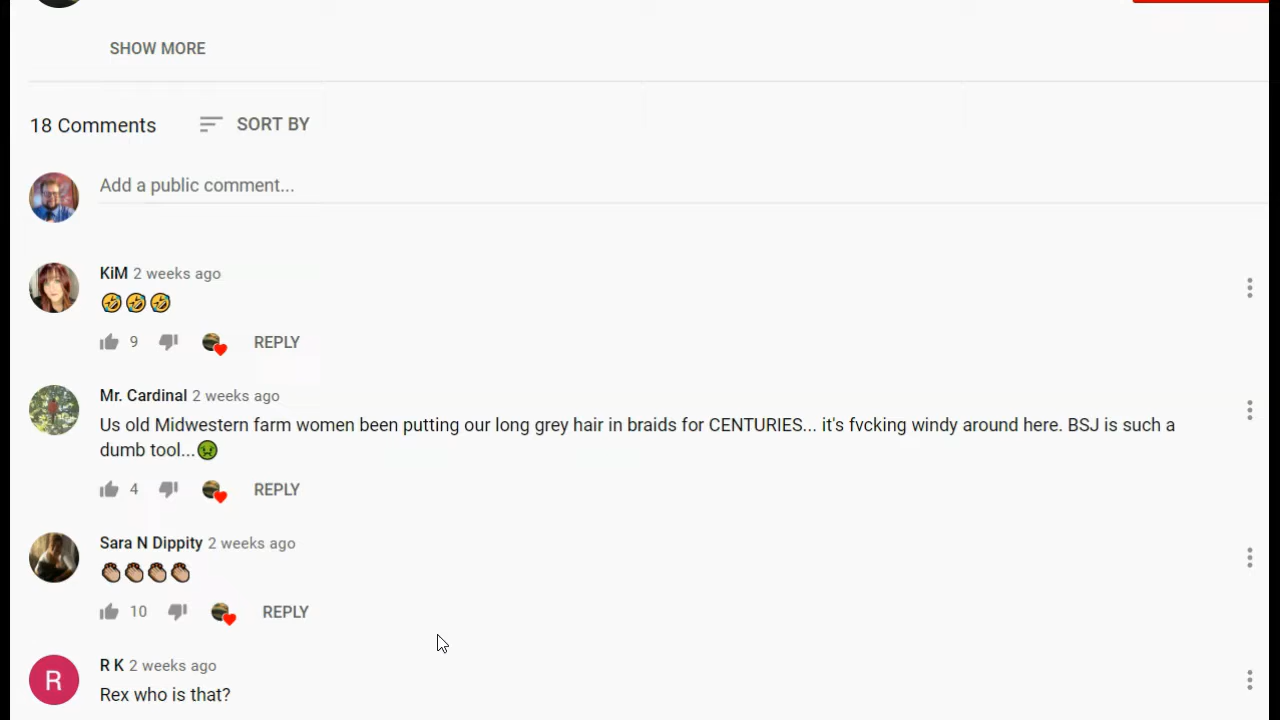 SHOW MORE
18 Comments
SORT BY
Add a public comment...
KiM 2 weeks ago
🤣🤣🤣
9 REPLY
Mr. Cardinal 2 weeks ago
Us old Midwestern farm women been putting our long grey hair in braids for CENTURIES... it's fvcking windy around here. BSJ is such a
dumb tool...🤢
4 REPLY
Sara N Dippity 2 weeks ago
👏🏼👏🏼👏🏼👏🏼
10 REPLY
R
R K 2 weeks ago
Rex who is that?